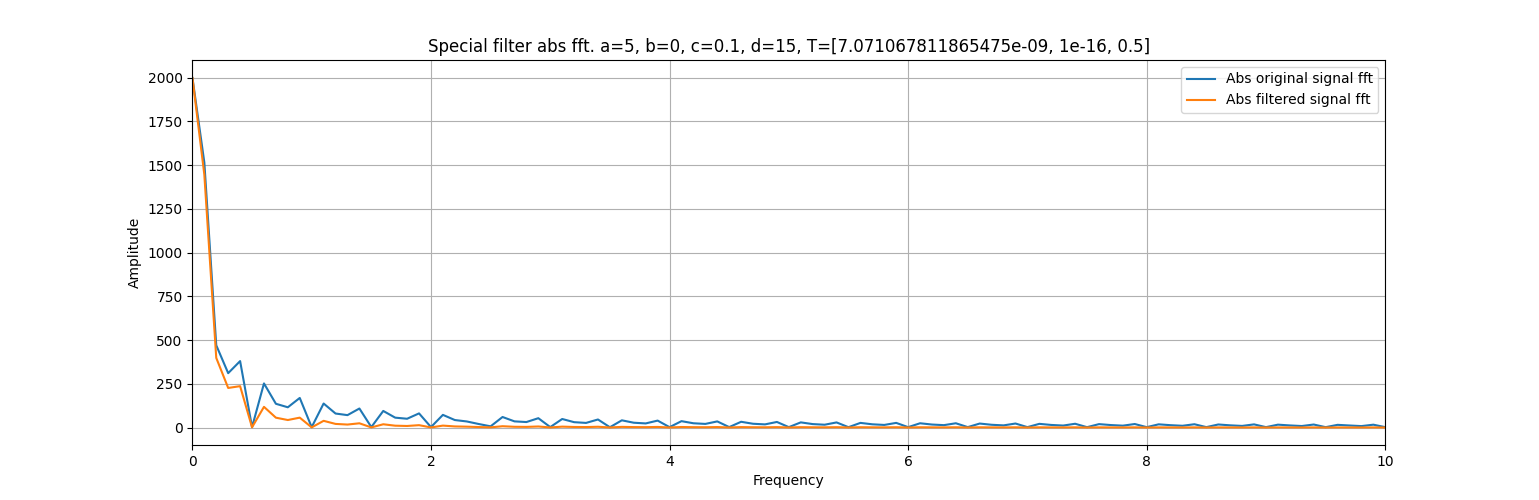 Special filter abs fft. a=5, b=0, c=0.1, d=15, T=[7.071067811865475e-09, 1e-16, 0.5]
Abs original signal fft
Abs filtered signal fft
Amplitude
2000
1750
1500
1250
1000
750
500
250
0
0 2 4 6 8 10
Frequency